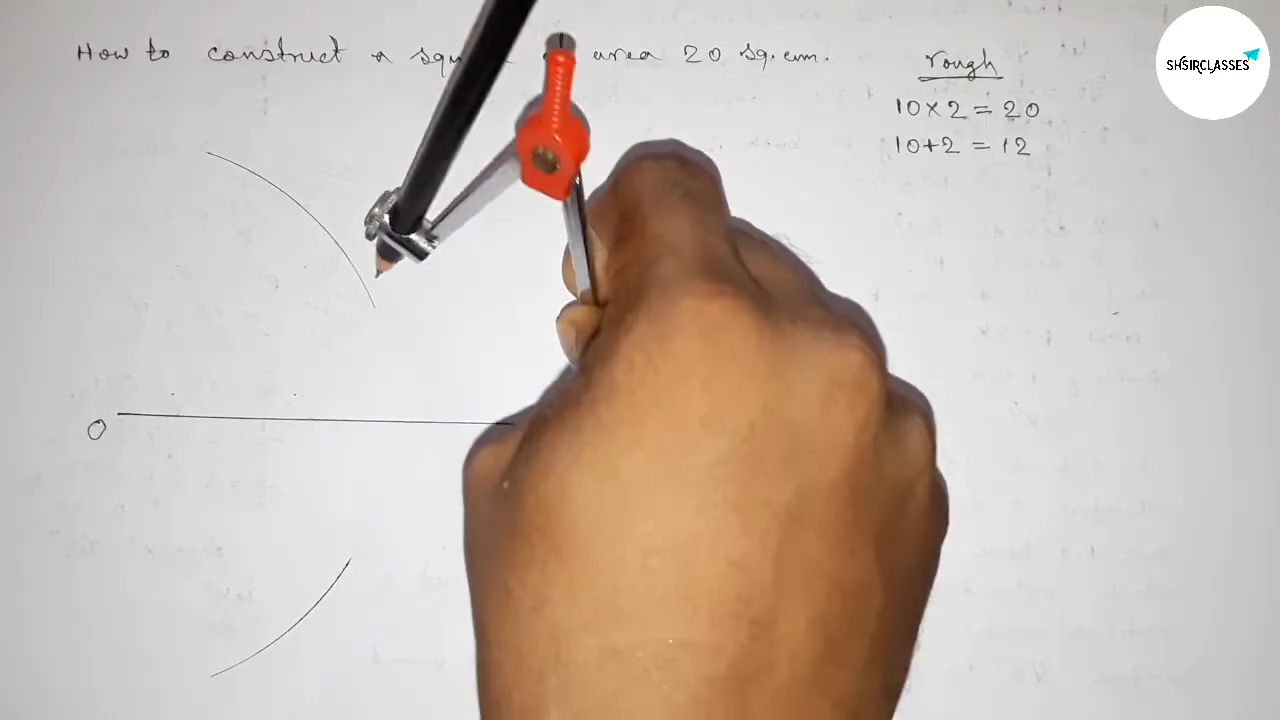 How to construct a area 20 sq.cm.
rough
10×2 = 20
10+2 = 12
SHSIRCLASSES
O